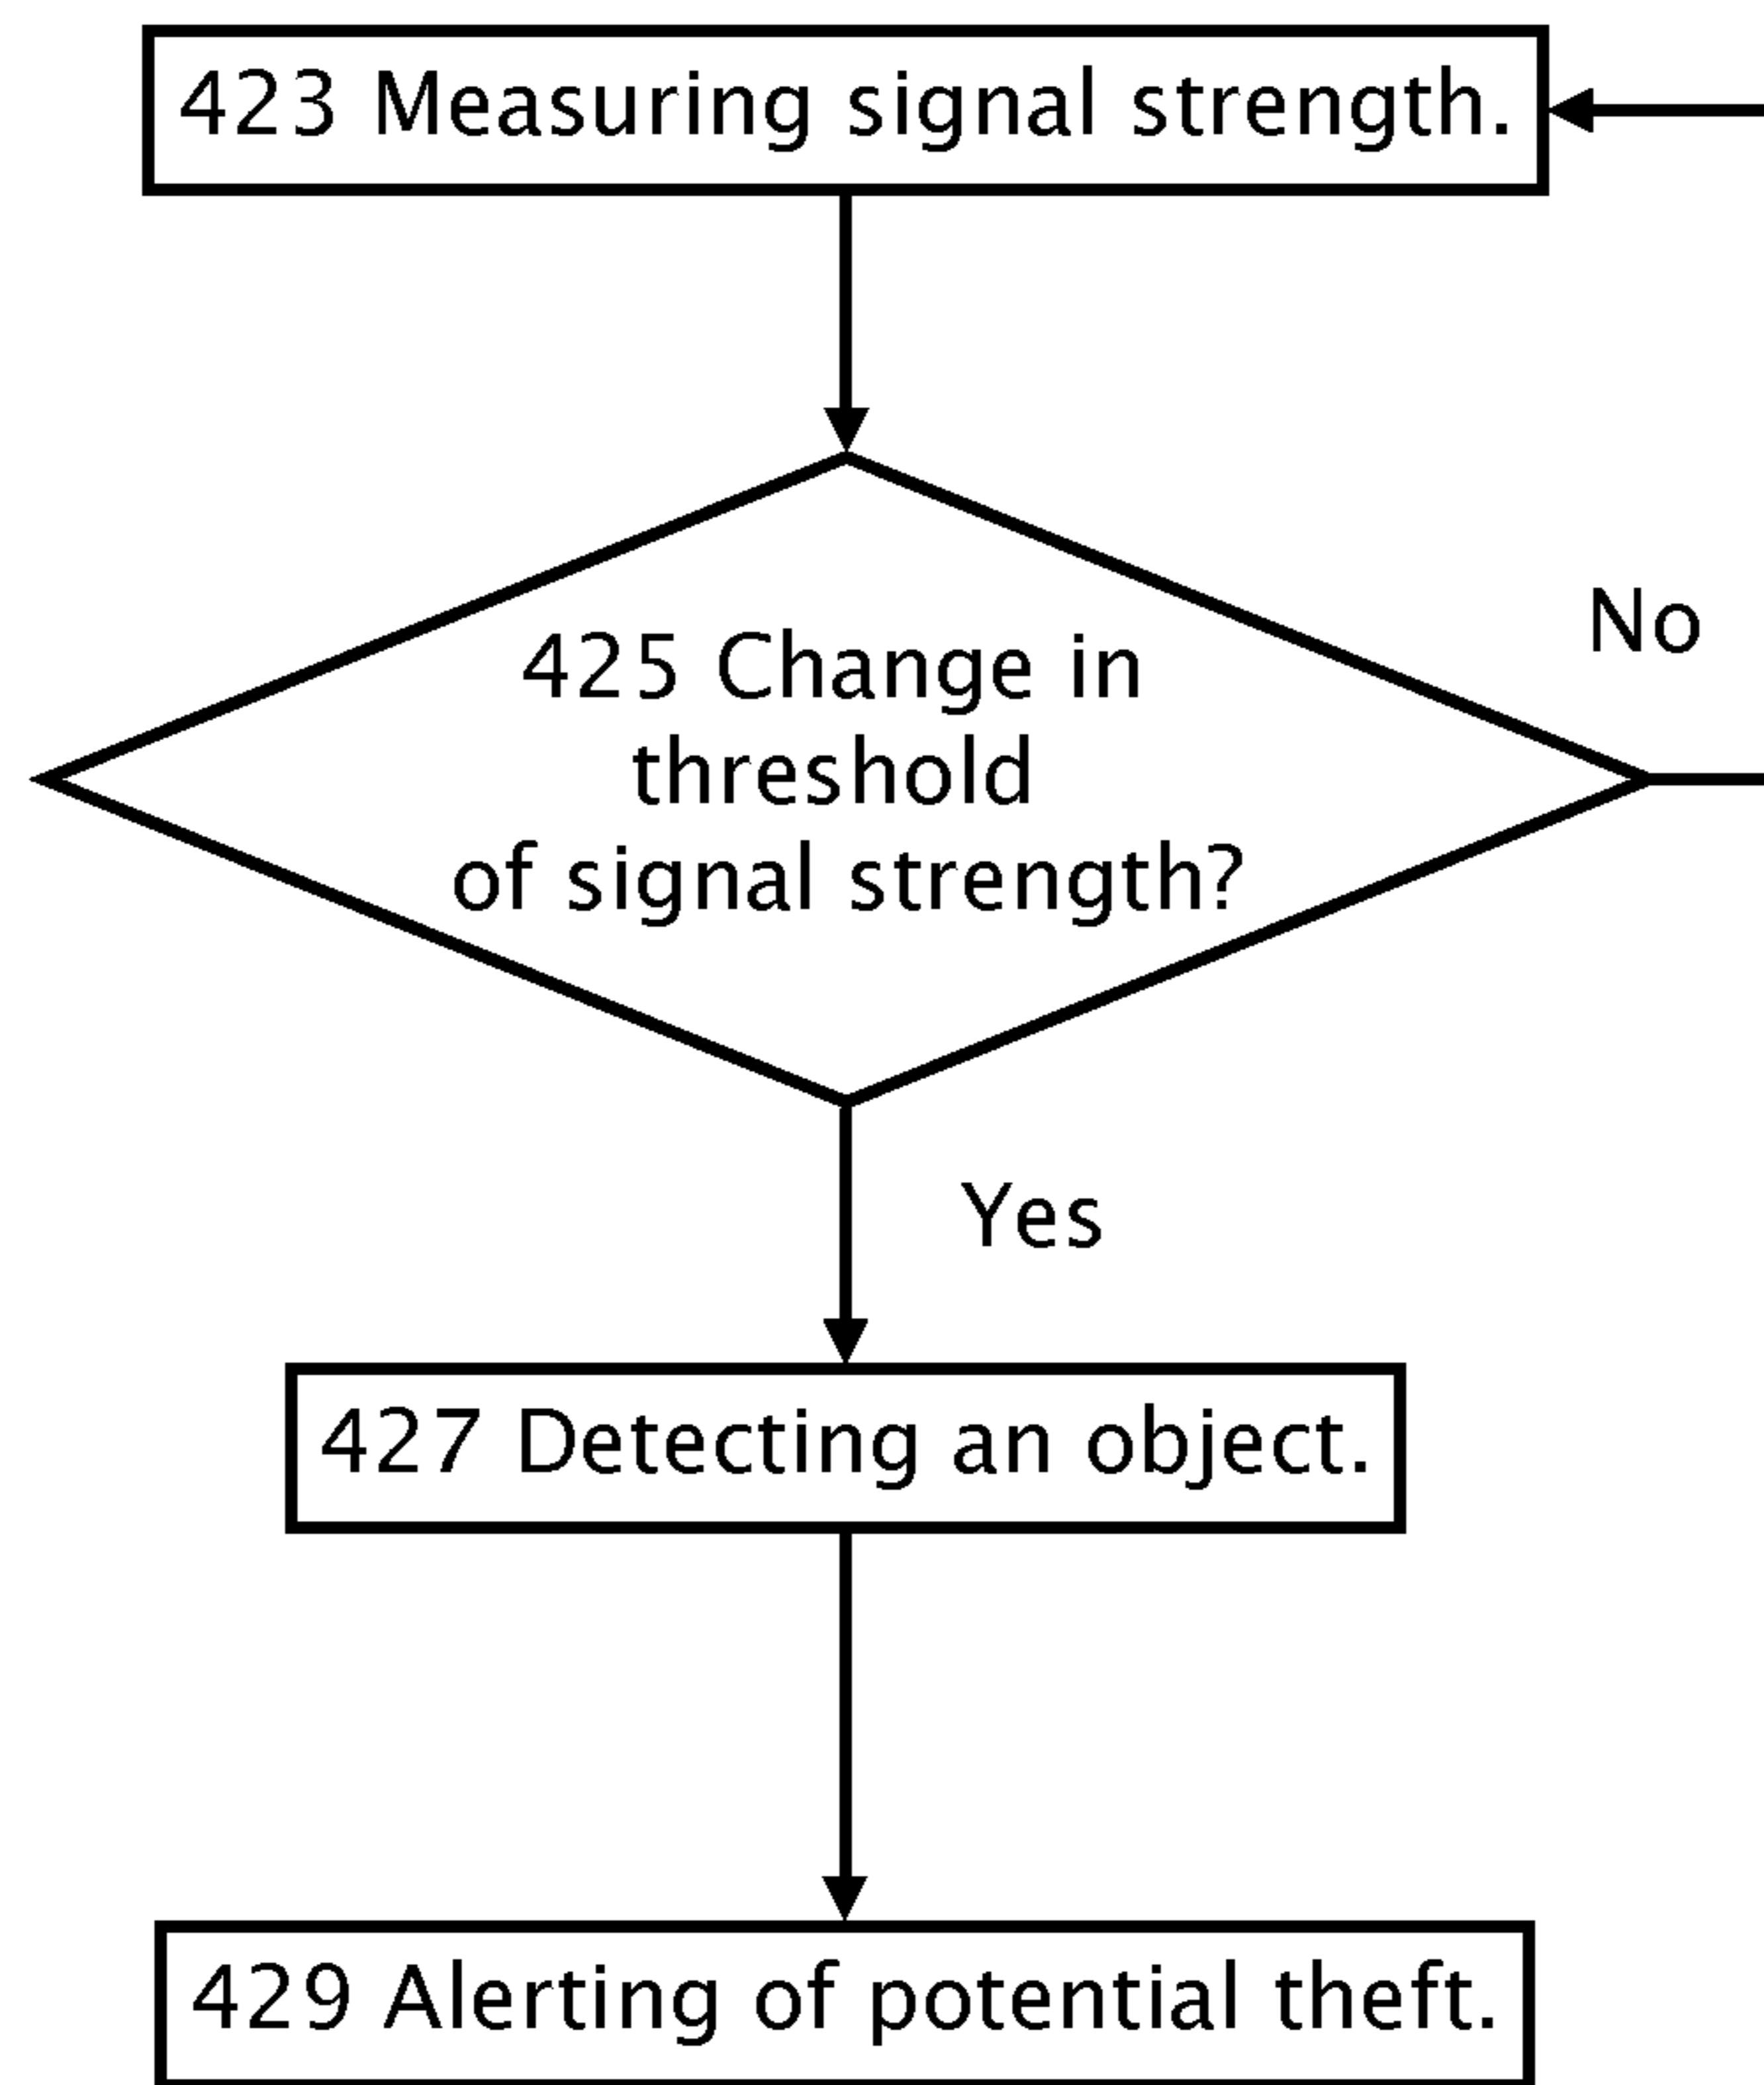 423 Measuring signal strength.
No
425 Change in
threshold
of signal strength?
Yes
427 Detecting an object.
429 Alerting of potential theft.